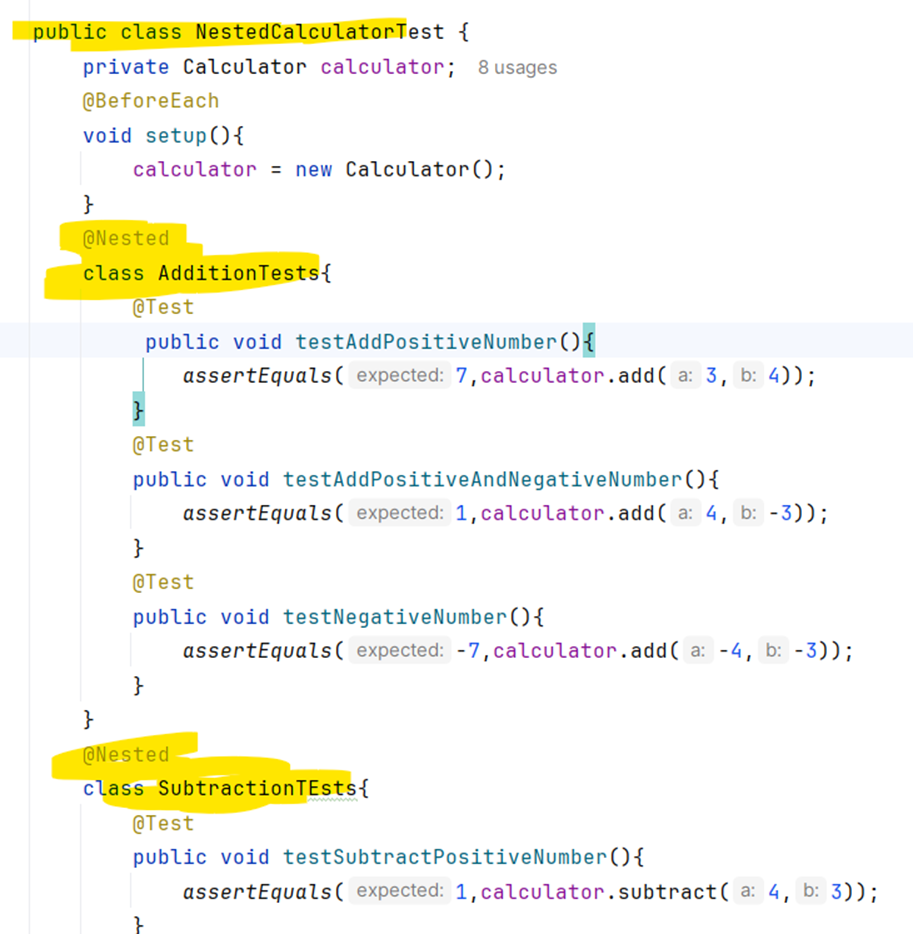 public class NestedCalculatorTest {
private Calculator calculator; 8 usages
@BeforeEach
void setup(){
calculator = new Calculator();
}
@Nested
class AdditionTests{
@Test
public void testAddPositiveNumber(){
assertEquals( expected: 7,calculator.add( a: 3, b: 4));
}
@Test
public void testAddPositiveAndNegativeNumber(){
assertEquals( expected: 1,calculator.add( a: 4, b: -3));
}
@Test
public void testNegativeNumber(){
assertEquals( expected: -7,calculator.add( a: -4, b: -3));
}
}
@Nested
class SubtractionTEsts{
@Test
public void testSubtractPositiveNumber(){
assertEquals( expected: 1,calculator.subtract( a: 4, b: 3));
}